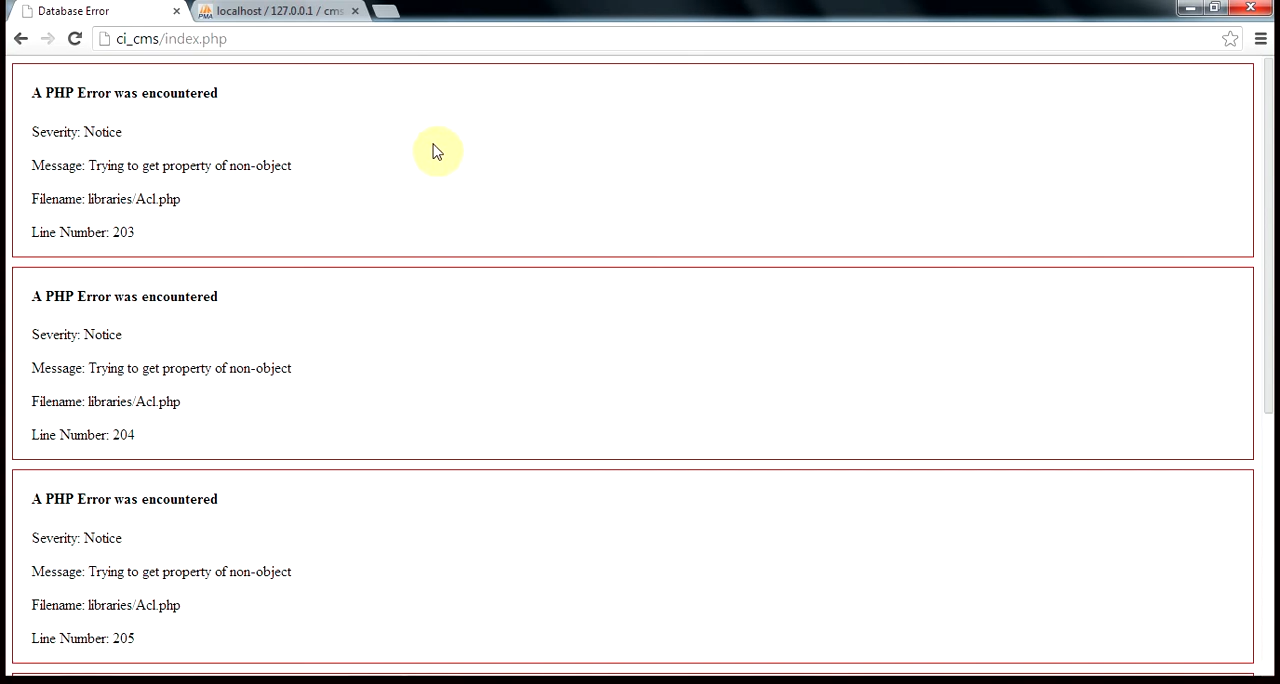 Database Error
PMA localhost / 127.0.0.1 / cms
ci_cms/index.php
A PHP Error was encountered
Severity: Notice
Message: Trying to get property of non-object
Filename: libraries/Acl.php
Line Number: 203
A PHP Error was encountered
Severity: Notice
Message: Trying to get property of non-object
Filename: libraries/Acl.php
Line Number: 204
A PHP Error was encountered
Severity: Notice
Message: Trying to get property of non-object
Filename: libraries/Acl.php
Line Number: 205